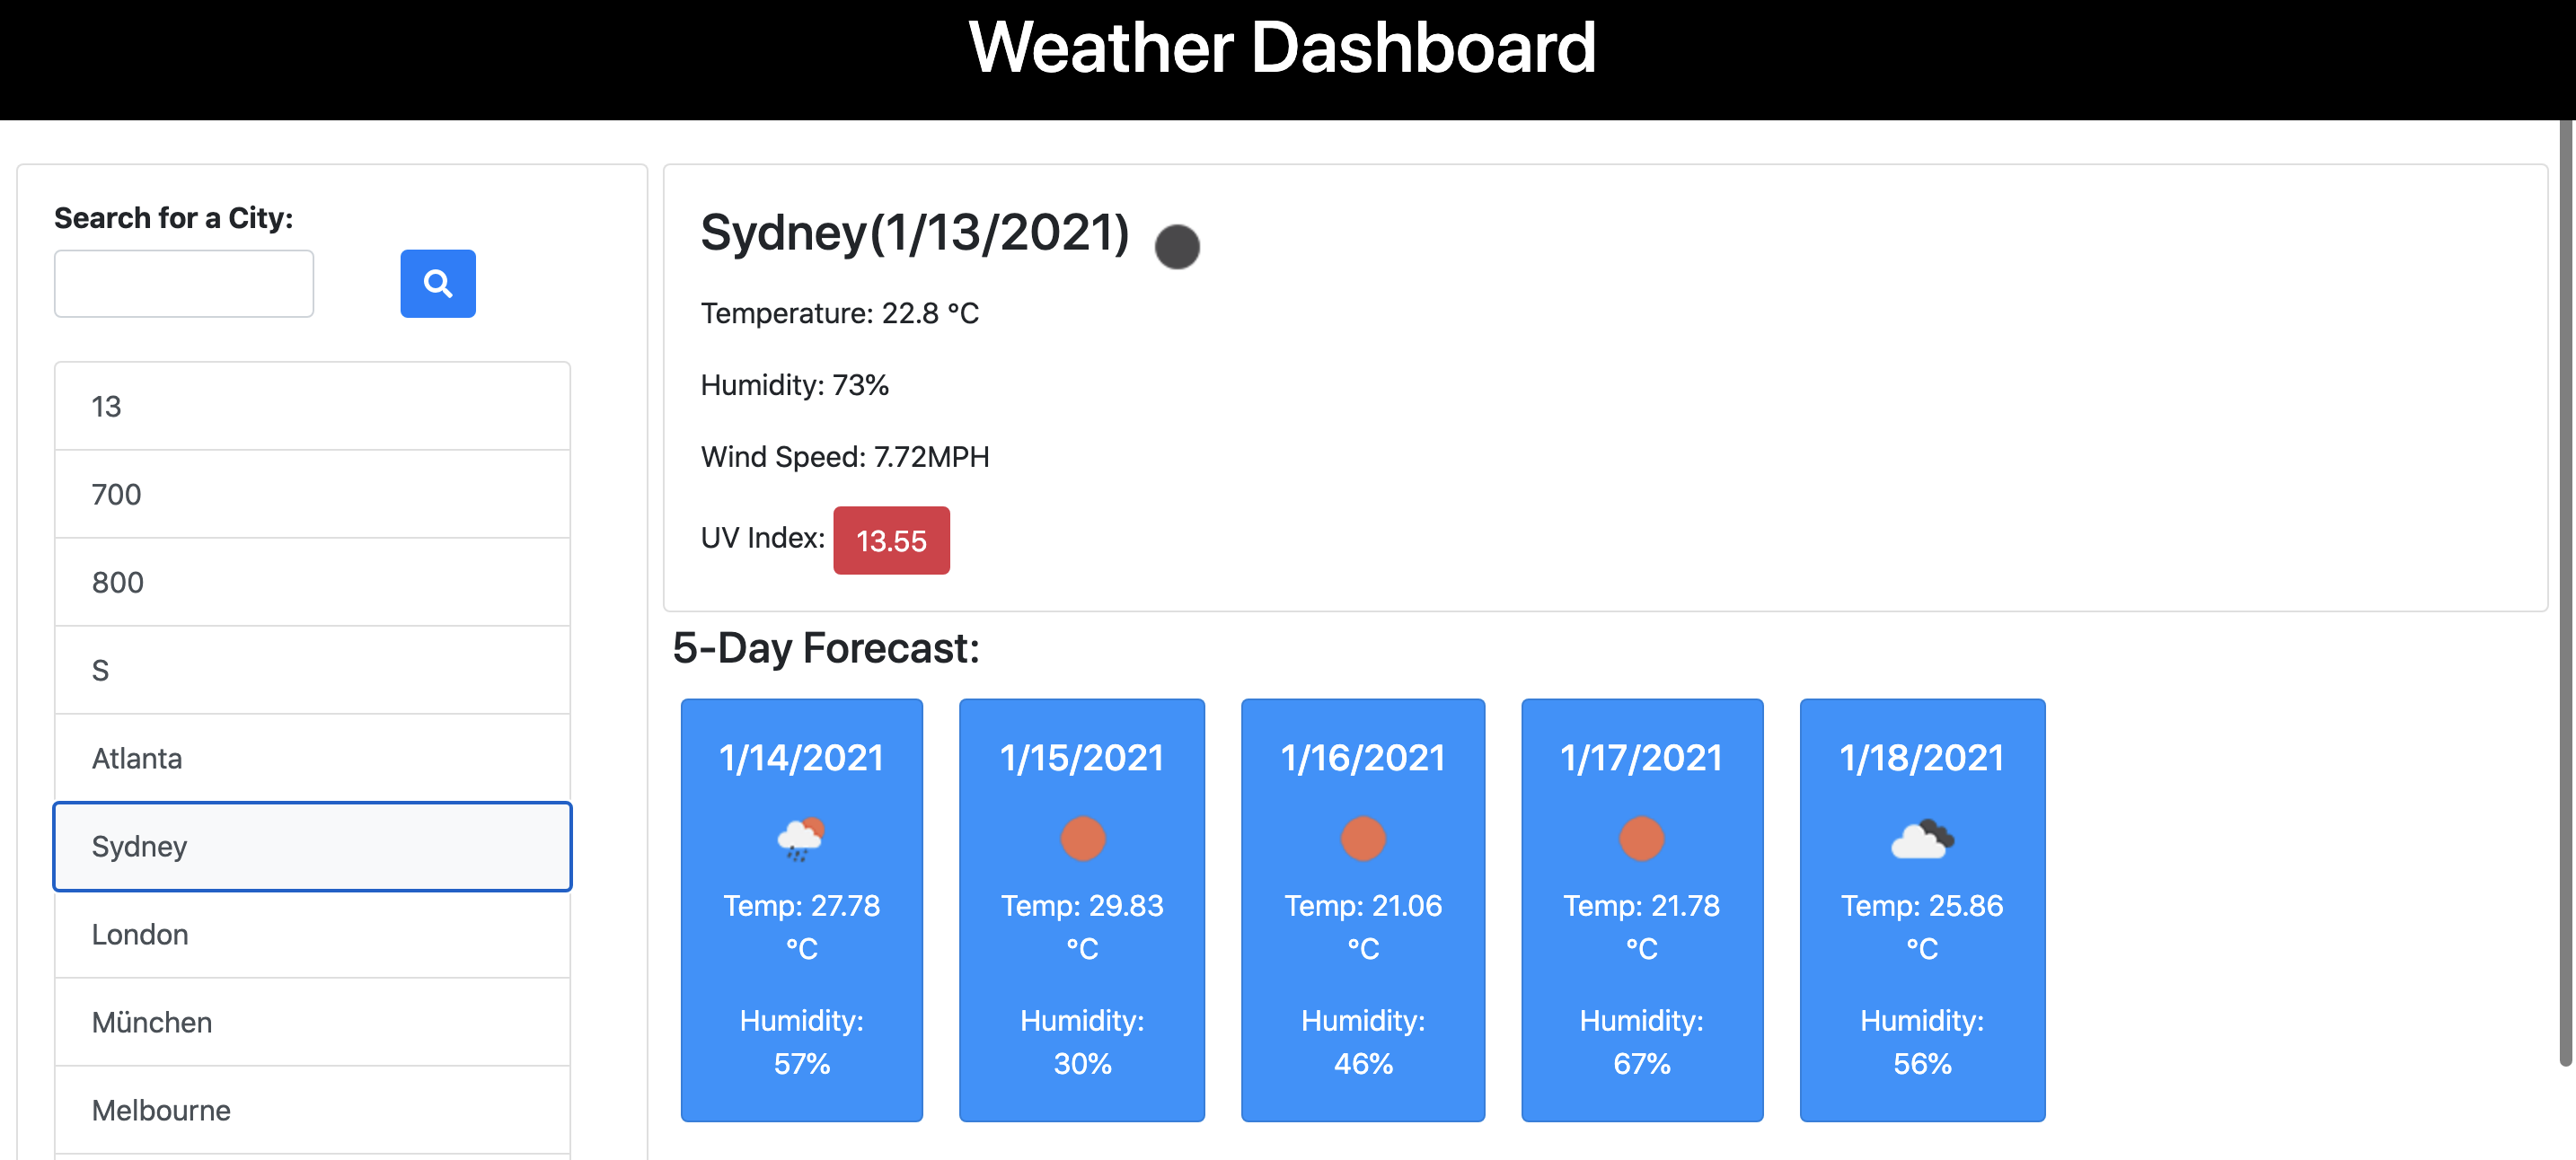 Weather Dashboard
Search for a City:
13
700
800
S
Atlanta
Sydney
London
München
Melbourne
Sydney(1/13/2021)
Temperature: 22.8 °C
Humidity: 73%
Wind Speed: 7.72MPH
UV Index: 13.55
5-Day Forecast:
1/14/2021
Temp: 27.78
°C
Humidity:
57%
1/15/2021
Temp: 29.83
°C
Humidity:
30%
1/16/2021
Temp: 21.06
°C
Humidity:
46%
1/17/2021
Temp: 21.78
°C
Humidity:
67%
1/18/2021
Temp: 25.86
°C
Humidity:
56%